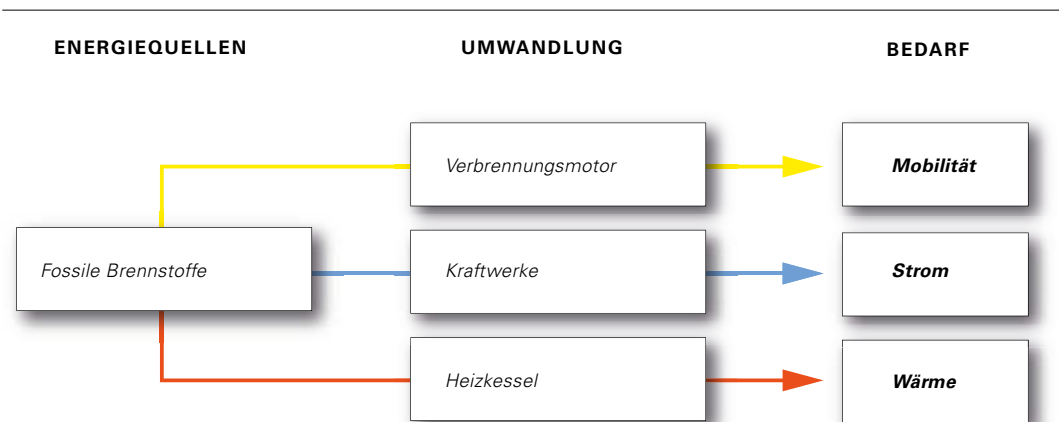 ENERGIEQUELLEN UMWANDLUNG BEDARF
Verbrennungsmotor Mobilität
Fossile Brennstoffe Kraftwerke Strom
Heizkessel Wärme